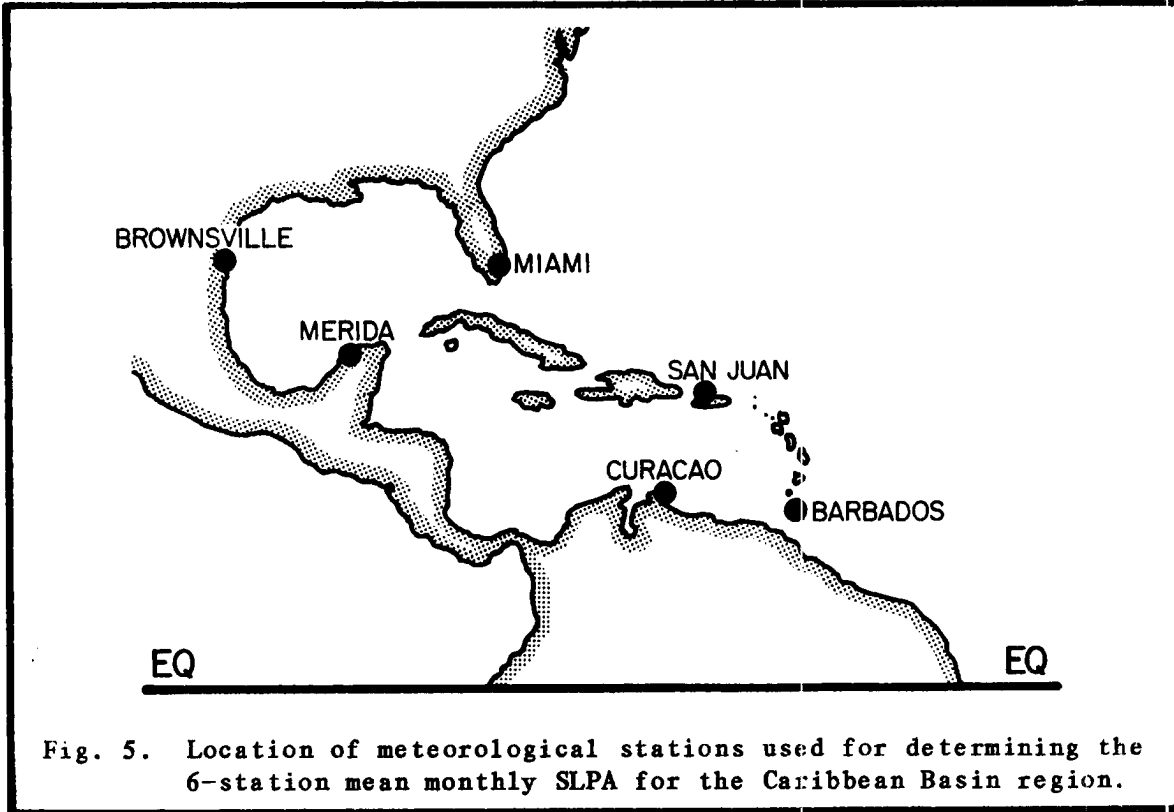 BROWNSVILLE
MIAMI
MERIDA
SAN JUAN
CURACAO
BARBADOS
EQ EQ
Fig. 5. Location of meteorological stations used for determining the
6-station mean monthly SLPA for the Caribbean Basin region.